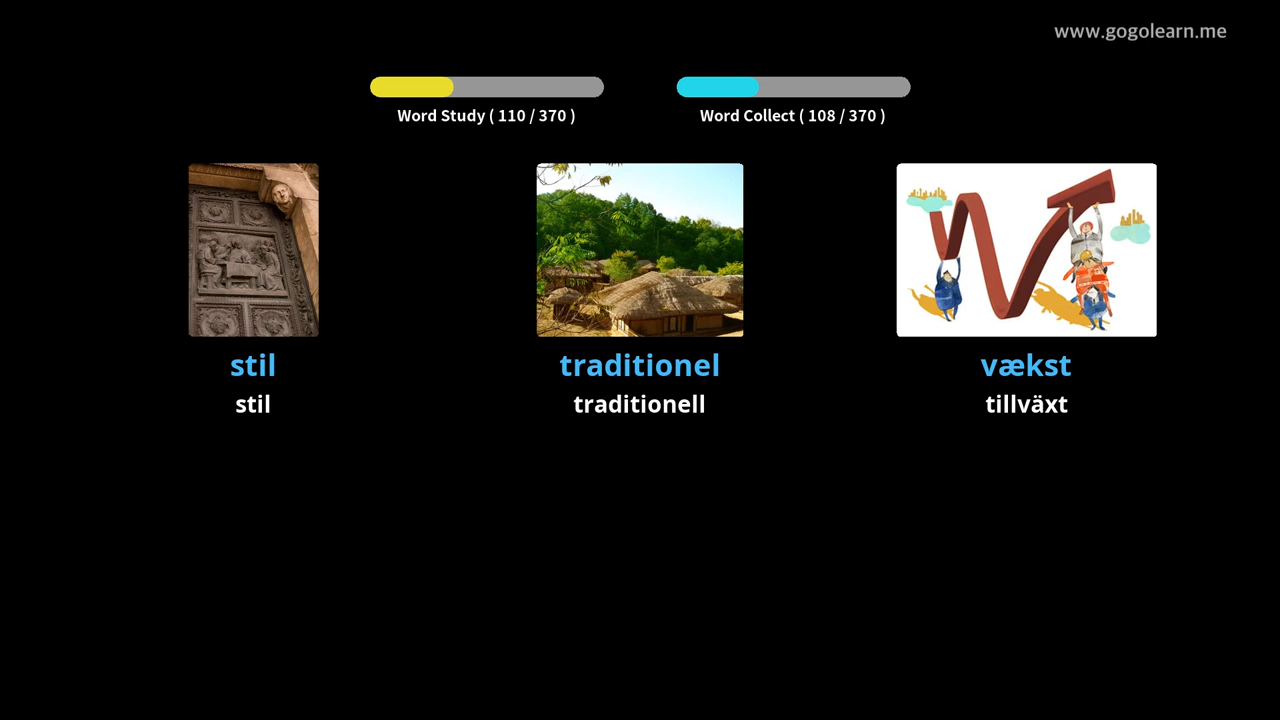 www.gogolearn.me
Word Study ( 110 / 370 )
Word Collect ( 108 / 370 )
stil
stil
traditionel
traditionell
vækst
tillväxt